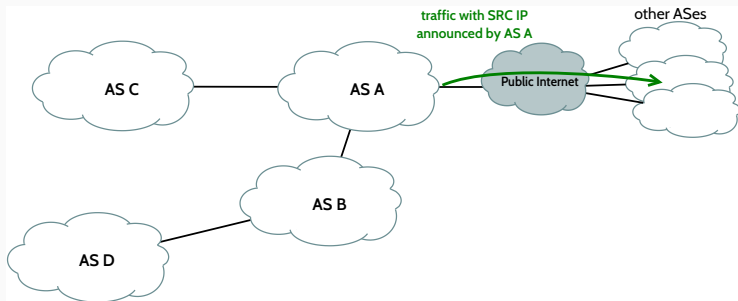 traffic with SRC IP
announced by AS A
other ASes
AS C
AS A
Public Internet
AS B
AS D